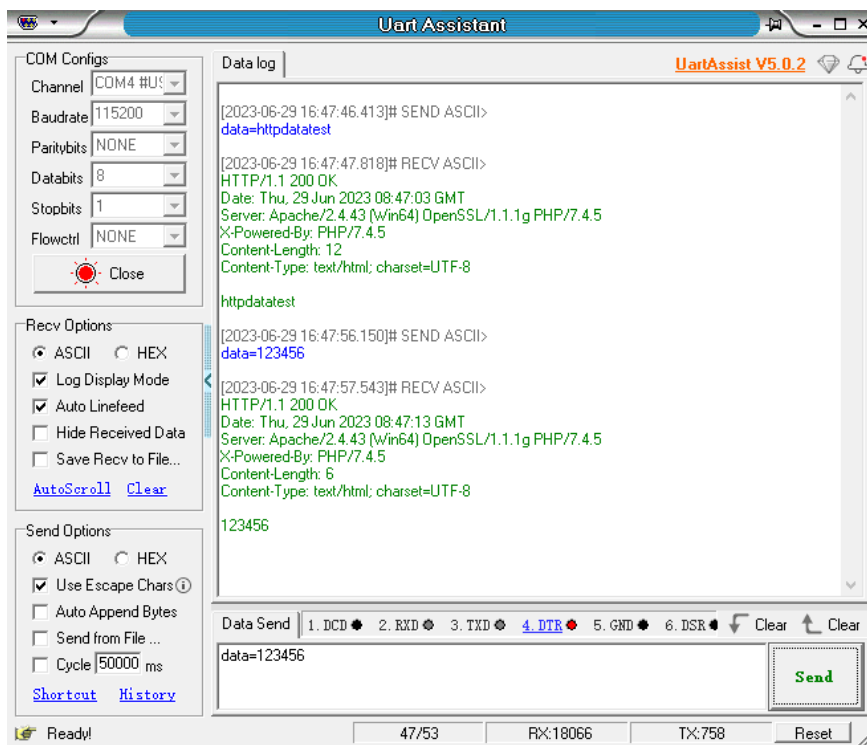 Uart Assistant
COM Configs
Channel COM4 #US
Baudrate 115200
Paritybits NONE
Databits 8
Stopbits 1
Flowctrl NONE
Close
Recv Options
ASCII HEX
Log Display Mode
Auto Linefeed
Hide Received Data
Save Recv to File...
AutoScroll Clear
Send Options
ASCII HEX
Use Escape Chars
Auto Append Bytes
Send from File ...
Cycle 50000 ms
Shortcut History
Data log
UartAssist V5.0.2
[2023-06-29 16:47:46.413]# SEND ASCII>
data=httpdatatest
[2023-06-29 16:47:47.818]# RECV ASCII>
HTTP/1.1 200 OK
Date: Thu, 29 Jun 2023 08:47:03 GMT
Server: Apache/2.4.43 (Win64) OpenSSL/1.1.1g PHP/7.4.5
X-Powered-By: PHP/7.4.5
Content-Length: 12
Content-Type: text/html; charset=UTF-8
httpdatatest
[2023-06-29 16:47:56.150]# SEND ASCII>
data=123456
[2023-06-29 16:47:57.543]# RECV ASCII>
HTTP/1.1 200 OK
Date: Thu, 29 Jun 2023 08:47:13 GMT
Server: Apache/2.4.43 (Win64) OpenSSL/1.1.1g PHP/7.4.5
X-Powered-By: PHP/7.4.5
Content-Length: 6
Content-Type: text/html; charset=UTF-8
123456
Data Send 1. DCD 2. RXD 3. TXD 4. DTR 5. GND 6. DSR Clear Clear
data=123456
Send
Ready! 47/53 RX:18066 TX:758 Reset